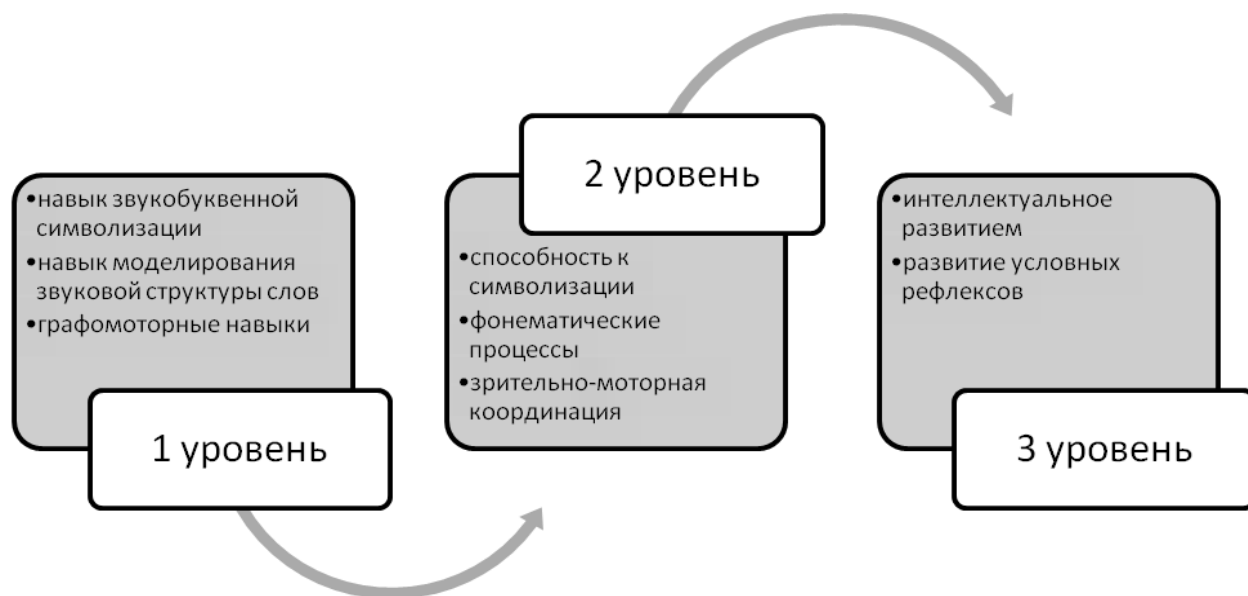 •навык звукобуквенной
символизации
•навык моделирования
звуковой структуры слов
•графомоторные навыки
1 уровень
2 уровень
•способность к
символизации
•фонематические
процессы
•зрительно-моторная
координация
•интеллектуальное
развитием
•развитие условных
рефлексов
3 уровень